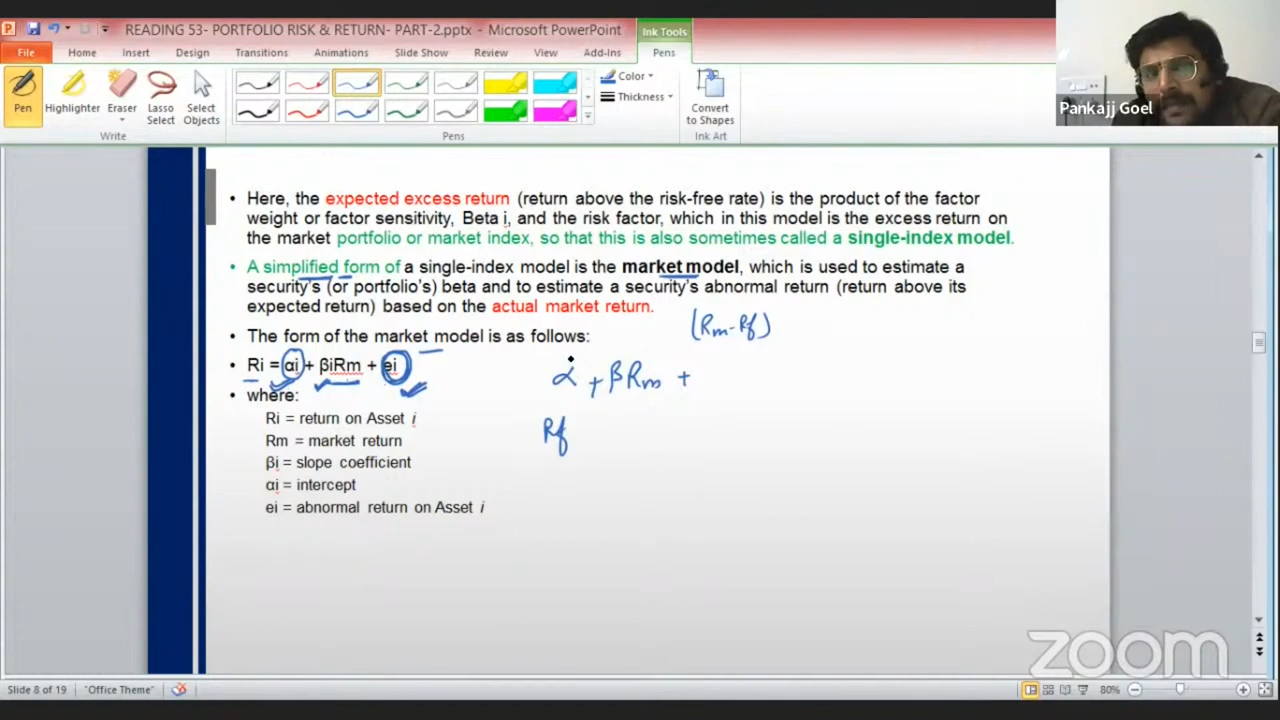 READING 53- PORTFOLIO RISK & RETURN- PART-2.pptx - Microsoft PowerPoint
Ink Tools
File Home Insert Design Transitions Animations Slide Show Review View Add-Ins Pens
Pen Highlighter Eraser Lasso Select Select Objects
Color
Thickness
Convert to Shapes
Write Pens Ink Art
Pankajj Goel
• Here, the expected excess return (return above the risk-free rate) is the product of the factor
weight or factor sensitivity, Beta i, and the risk factor, which in this model is the excess return on
the market portfolio or market index, so that this is also sometimes called a single-index model.
• A simplified form of a single-index model is the market model, which is used to estimate a
security's (or portfolio's) beta and to estimate a security's abnormal return (return above its
expected return) based on the actual market return.
(Rm-Rf)
• The form of the market model is as follows:
• Ri = αi + βiRm + ei
α + βRm +
• where:
Ri = return on Asset i
Rf
Rm = market return
βi = slope coefficient
αi = intercept
ei = abnormal return on Asset i
zoom
Slide 8 of 19 "Office Theme" 80%